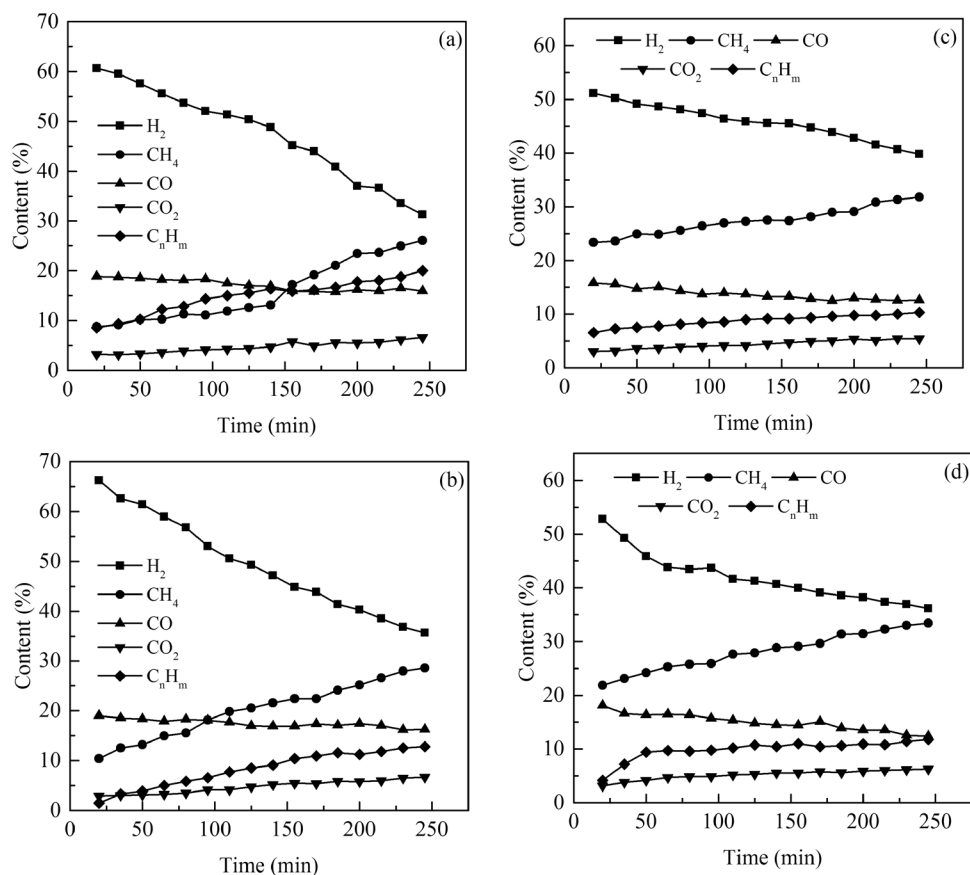 (a)
70
60
50
40
30
20
10
0
Content (%)
H₂
CH₄
CO
CO₂
CₙHₘ
0 50 100 150 200 250
Time (min)
(c)
60
50
40
30
20
10
0
Content (%)
H₂ CH₄ CO
CO₂ CₙHₘ
0 50 100 150 200 250
Time (min)
(b)
70
60
50
40
30
20
10
0
Content (%)
H₂
CH₄
CO
CO₂
CₙHₘ
0 50 100 150 200 250
Time (min)
(d)
60
50
40
30
20
10
0
Content (%)
H₂ CH₄ CO
CO₂ CₙHₘ
0 50 100 150 200 250
Time (min)